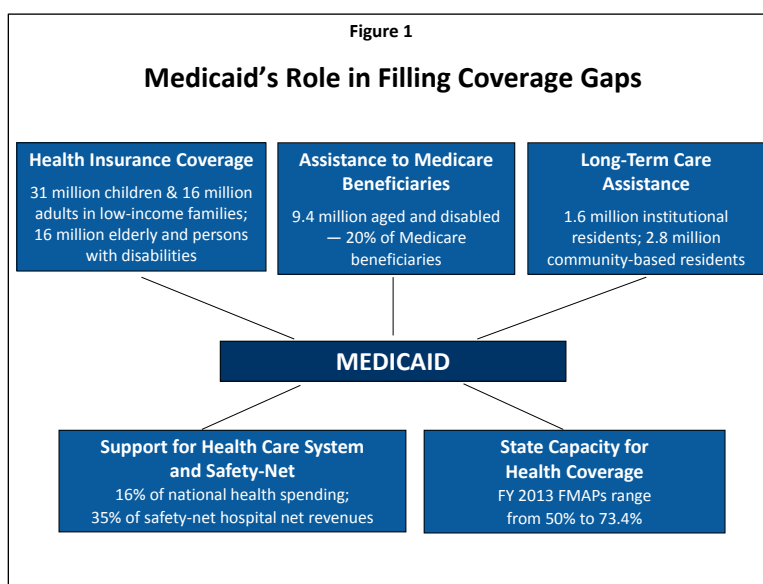 Figure 1
Medicaid's Role in Filling Coverage Gaps
Health Insurance Coverage
31 million children & 16 million
adults in low-income families;
16 million elderly and persons
with disabilities
Assistance to Medicare
Beneficiaries
9.4 million aged and disabled
— 20% of Medicare
beneficiaries
Long-Term Care
Assistance
1.6 million institutional
residents; 2.8 million
community-based residents
MEDICAID
Support for Health Care System
and Safety-Net
16% of national health spending;
35% of safety-net hospital net revenues
State Capacity for
Health Coverage
FY 2013 FMAPs range
from 50% to 73.4%